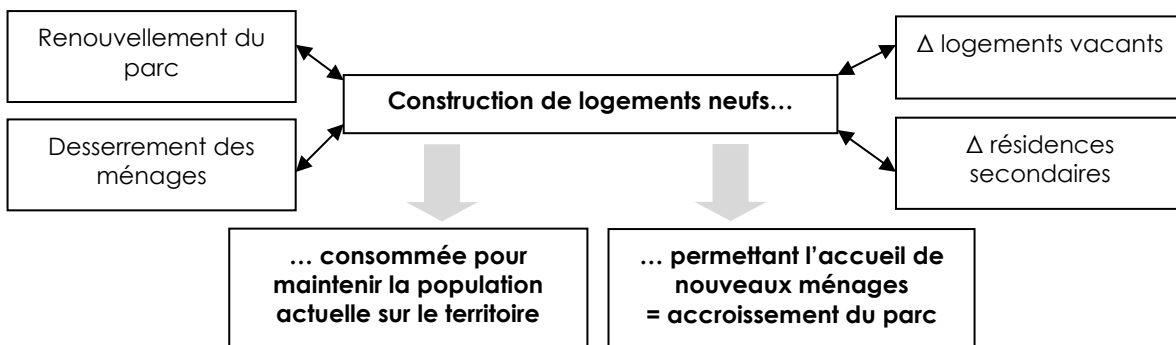 Renouvellement du
parc
Δ logements vacants
Construction de logements neufs…
Desserrement des
ménages
Δ résidences
secondaires
… consommée pour
maintenir la population
actuelle sur le territoire
… permettant l’accueil de
nouveaux ménages
= accroissement du parc